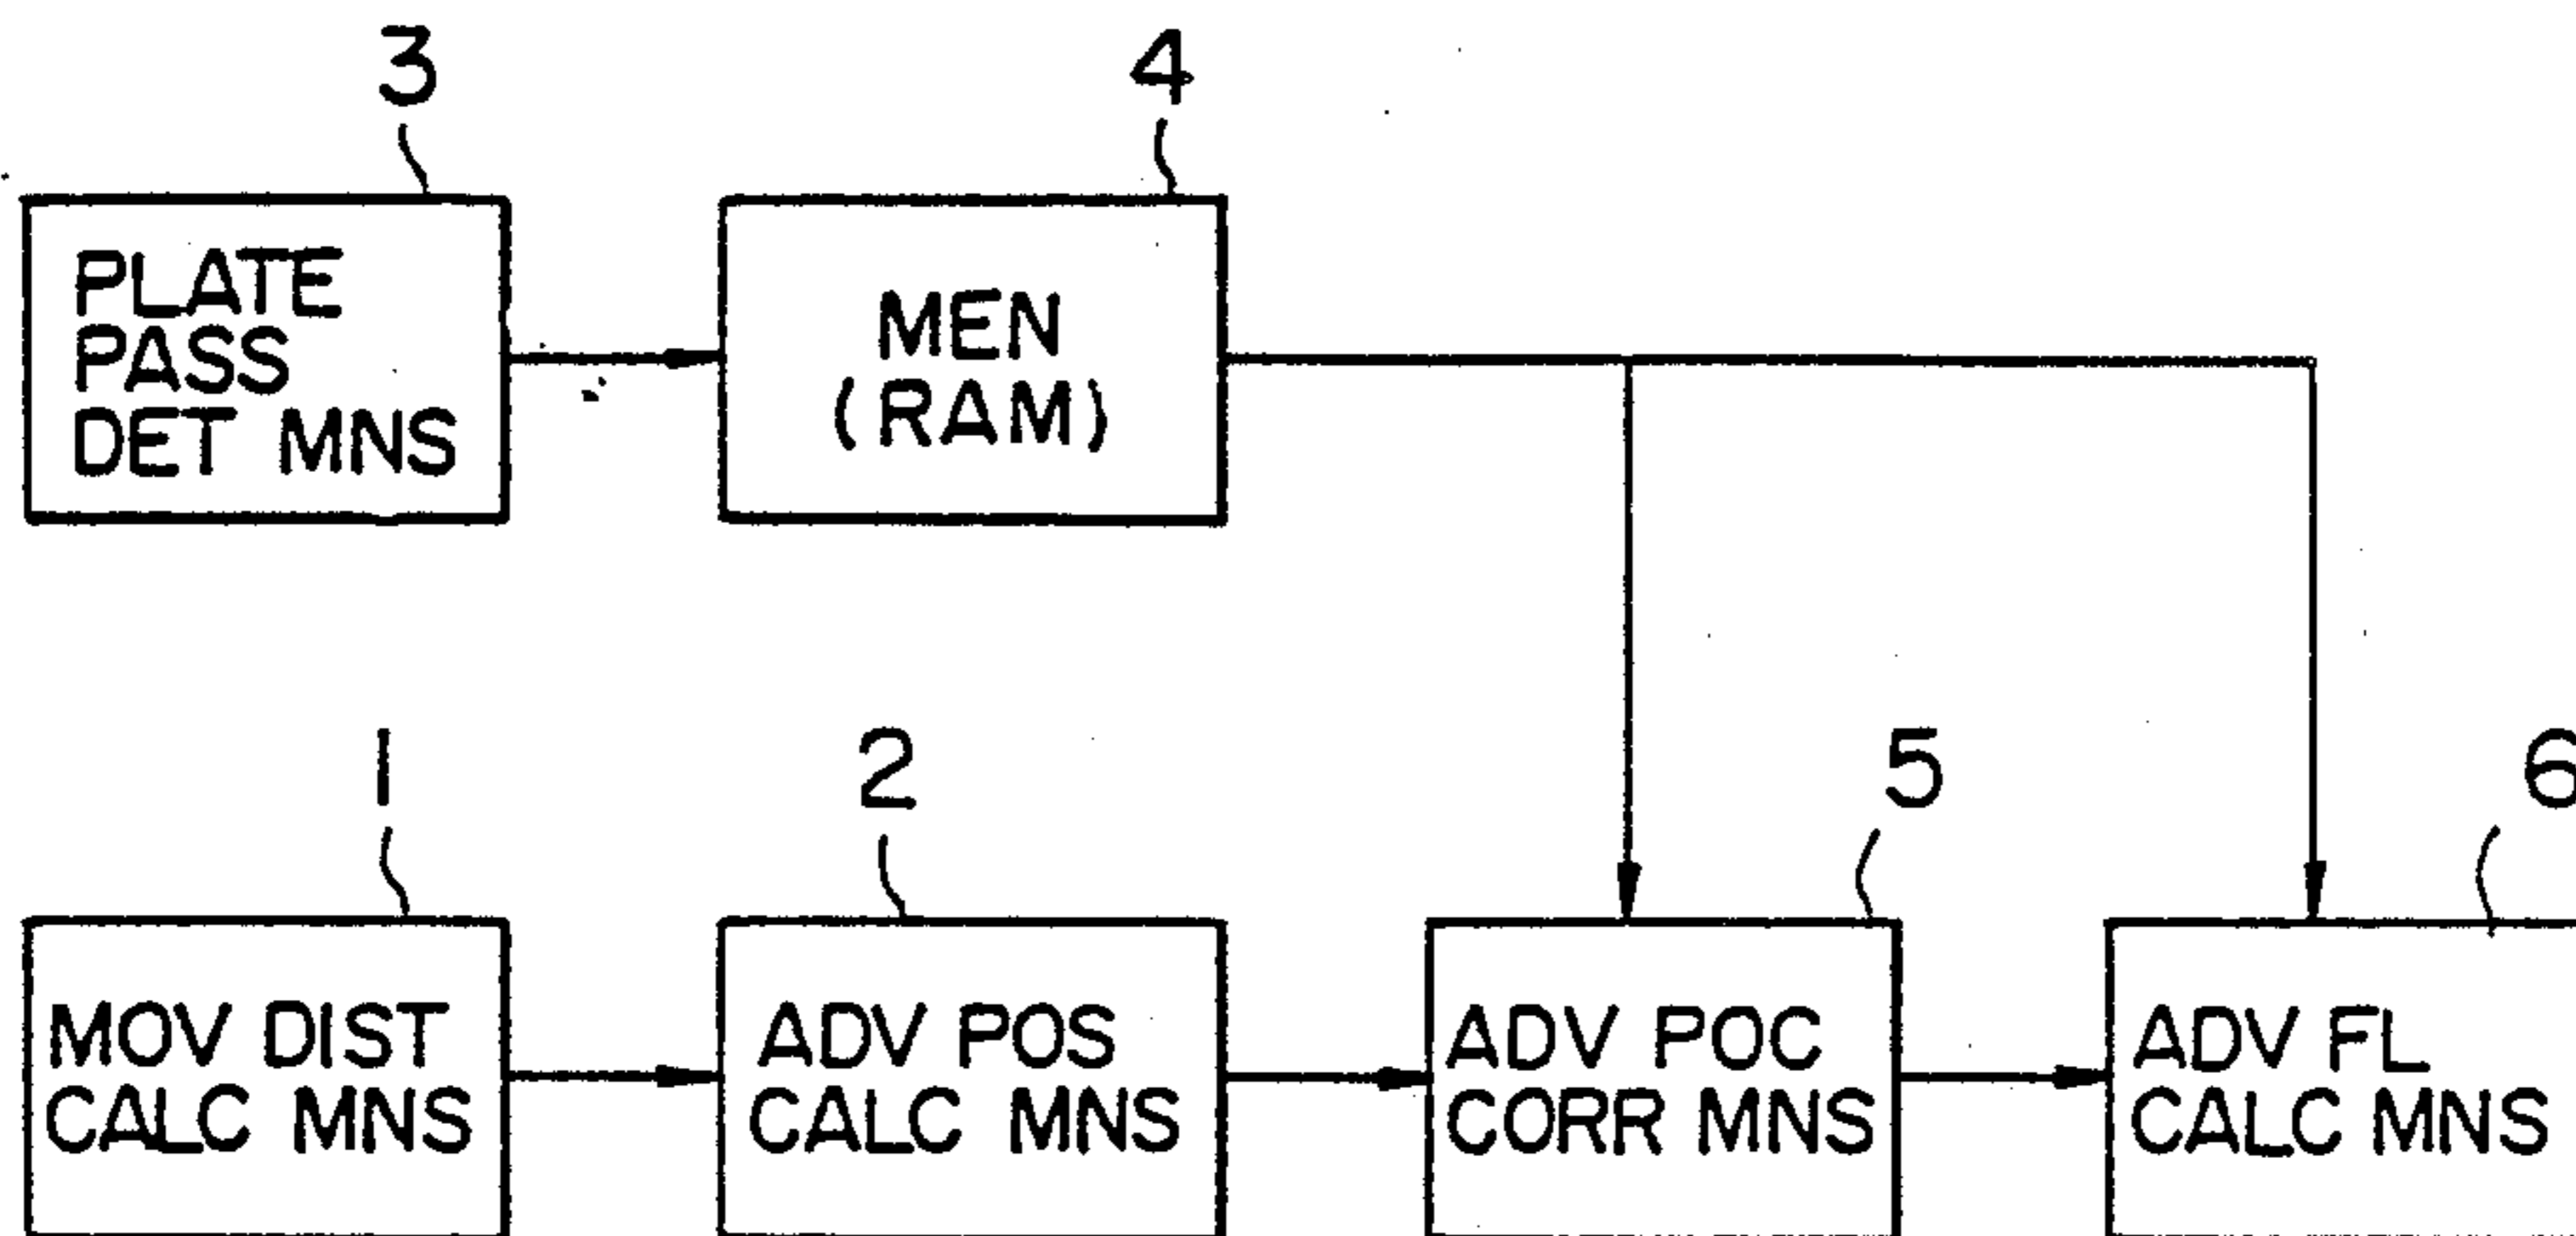 3
4
PLATE
PASS
DET MNS
MEN
(RAM)
1
2
5
6
MOV DIST
CALC MNS
ADV POS
CALC MNS
ADV POC
CORR MNS
ADV FL
CALC MNS